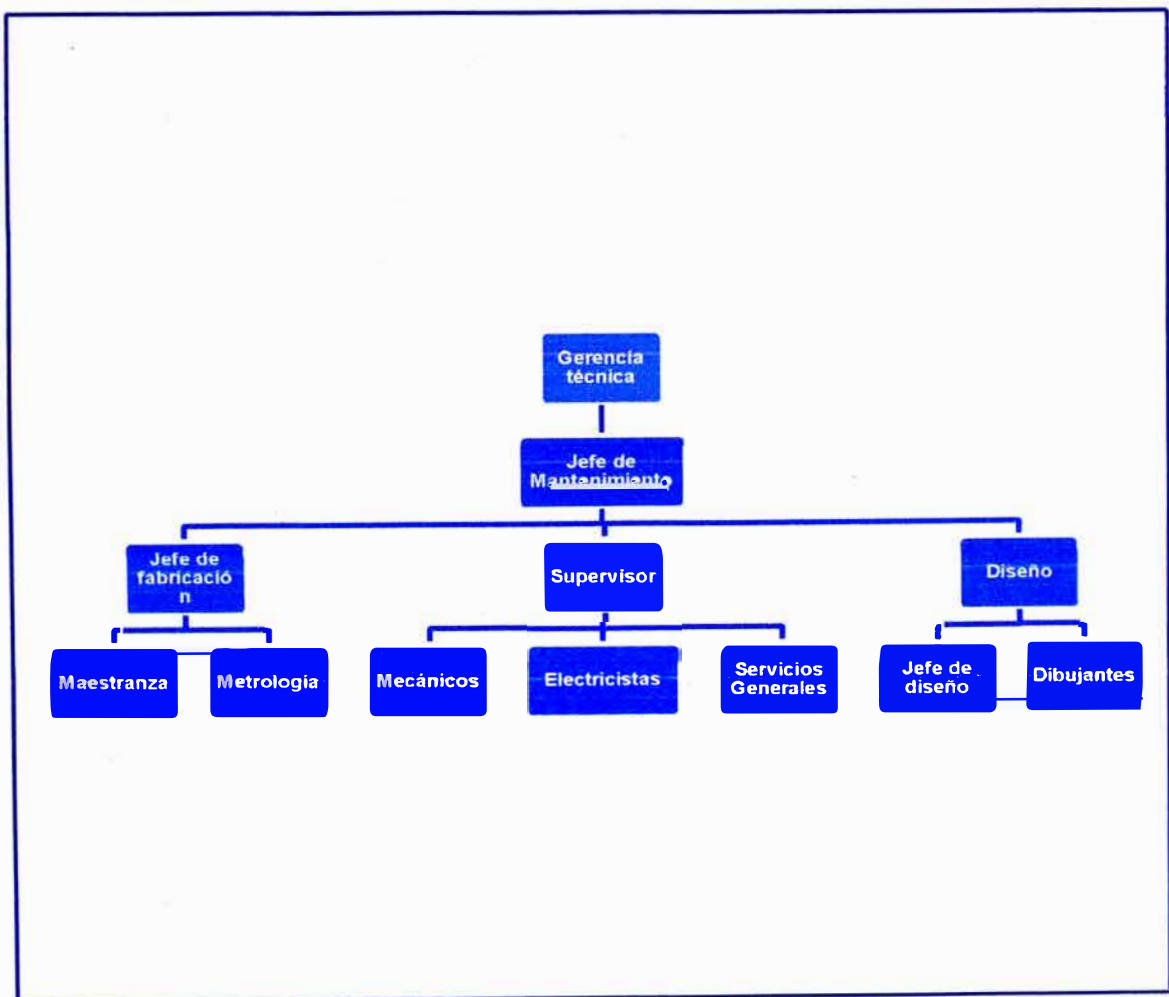 Gerencia
técnica
Jefe de
Mantenimiento
Jefe de
fabricació
n
Supervisor
Diseño
Maestranza
Metrología
Mecánicos
Electricistas
Servicios
Generales
Jefe de
diseño
Dibujantes